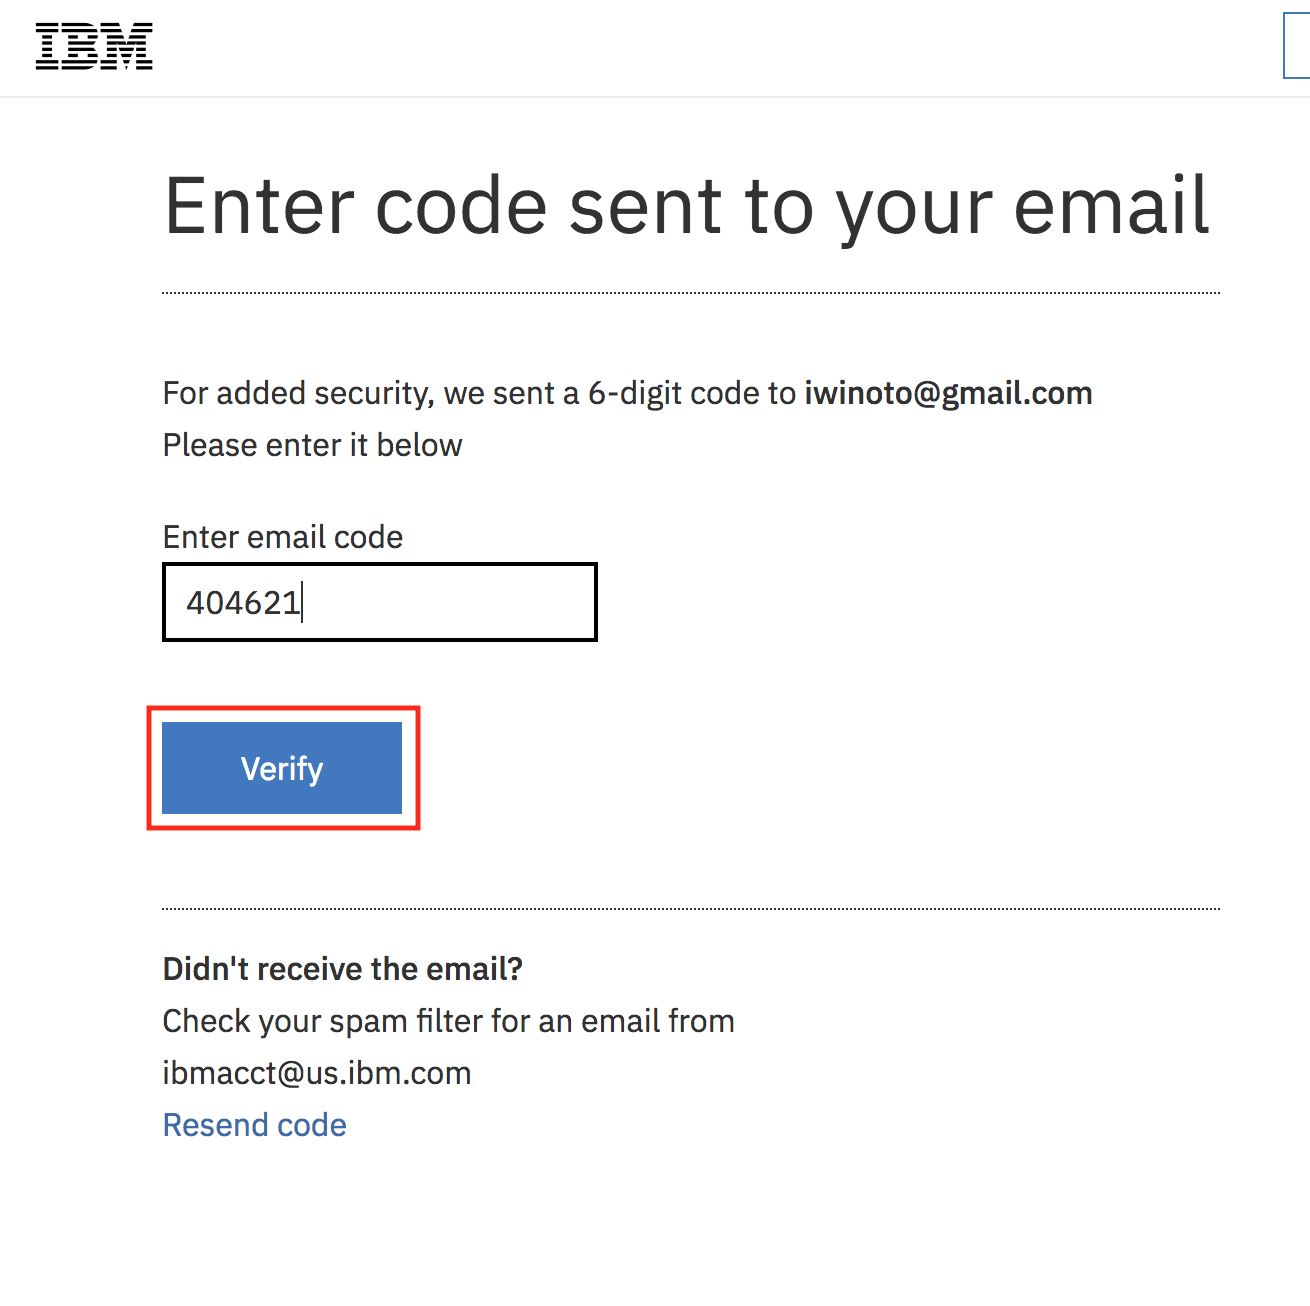 IBM
Enter code sent to your email
For added security, we sent a 6-digit code to iwinoto@gmail.com
Please enter it below
Enter email code
404621
Verify
Didn't receive the email?
Check your spam filter for an email from
ibmacct@us.ibm.com
Resend code